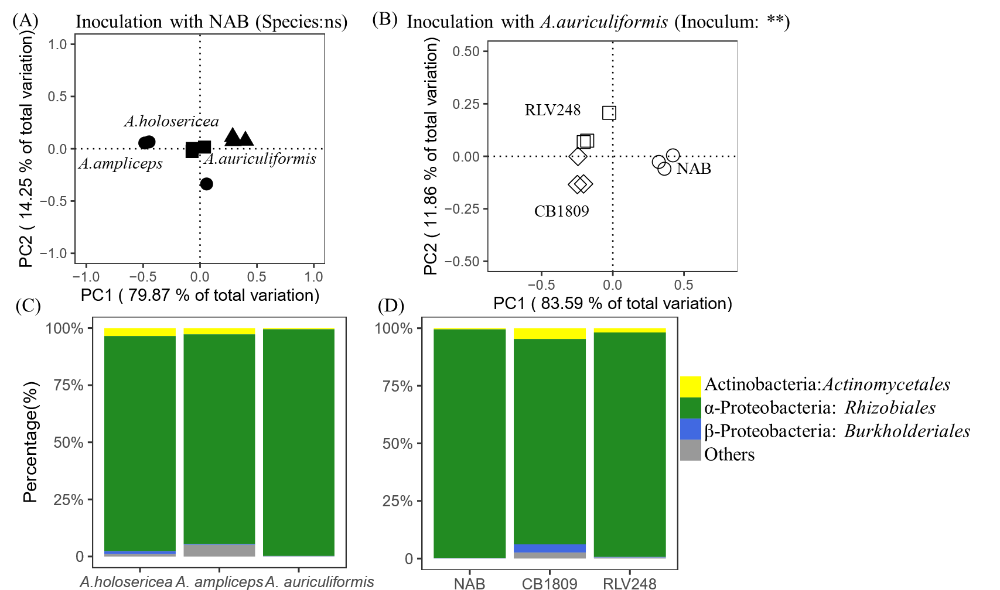 (A) Inoculation with NAB (Species:ns)
PC2 ( 14.25 % of total variation)
1.0
0.5
0.0
−0.5
−1.0
A.holosericea
A.ampliceps
A.auriculiformis
−1.0 −0.5 0.0 0.5 1.0
PC1 ( 79.87 % of total variation)
(B) Inoculation with A.auriculiformis (Inoculum: **)
PC2 ( 11.86 % of total variation)
0.50
0.25
0.00
−0.25
−0.50
RLV248
NAB
CB1809
−0.5 0.0 0.5
PC1 ( 83.59 % of total variation)
(C)
Percentage(%)
100%
75%
50%
25%
0
A.holosericea A. ampliceps A. auriculiformis
(D)
100%
75%
50%
25%
0
NAB CB1809 RLV248
Actinobacteria:Actinomycetales
α-Proteobacteria: Rhizobiales
β-Proteobacteria: Burkholderiales
Others